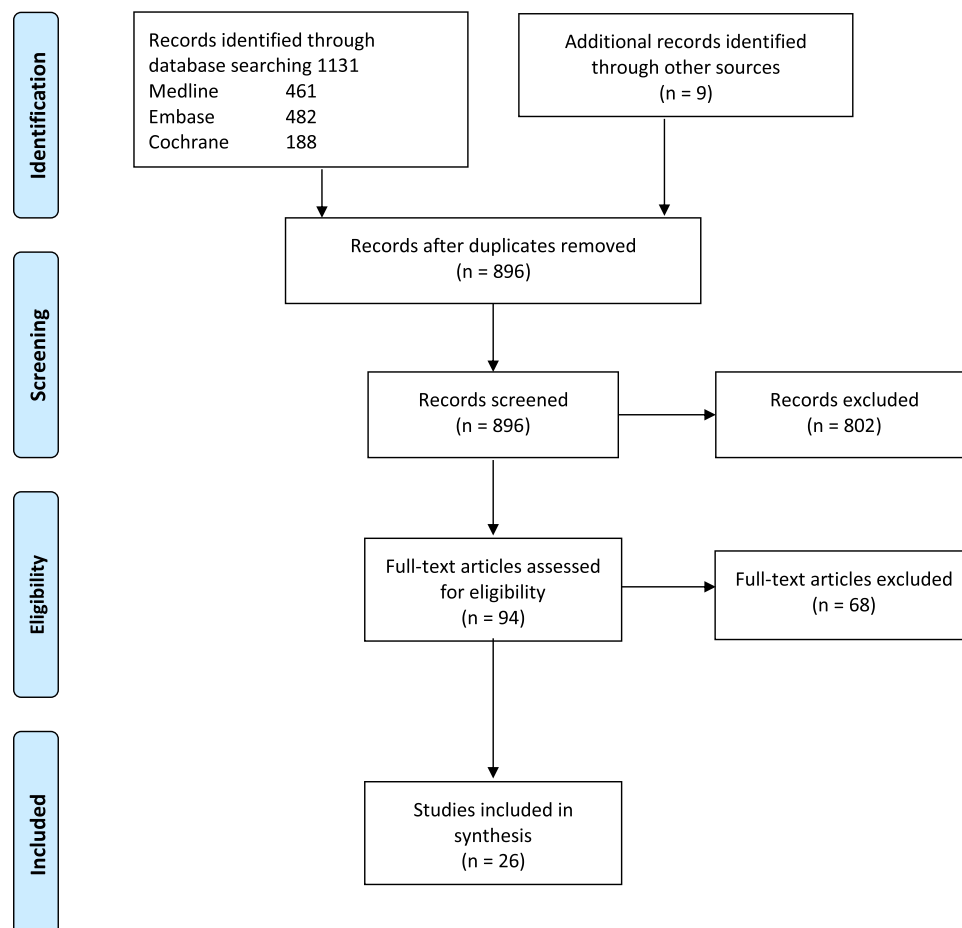 Identification
Records identified through
database searching 1131
Medline 461
Embase 482
Cochrane 188
Additional records identified
through other sources
(n = 9)
Records after duplicates removed
(n = 896)
Screening
Records screened
(n = 896)
Records excluded
(n = 802)
Eligibility
Full-text articles assessed
for eligibility
(n = 94)
Full-text articles excluded
(n = 68)
Included
Studies included in
synthesis
(n = 26)